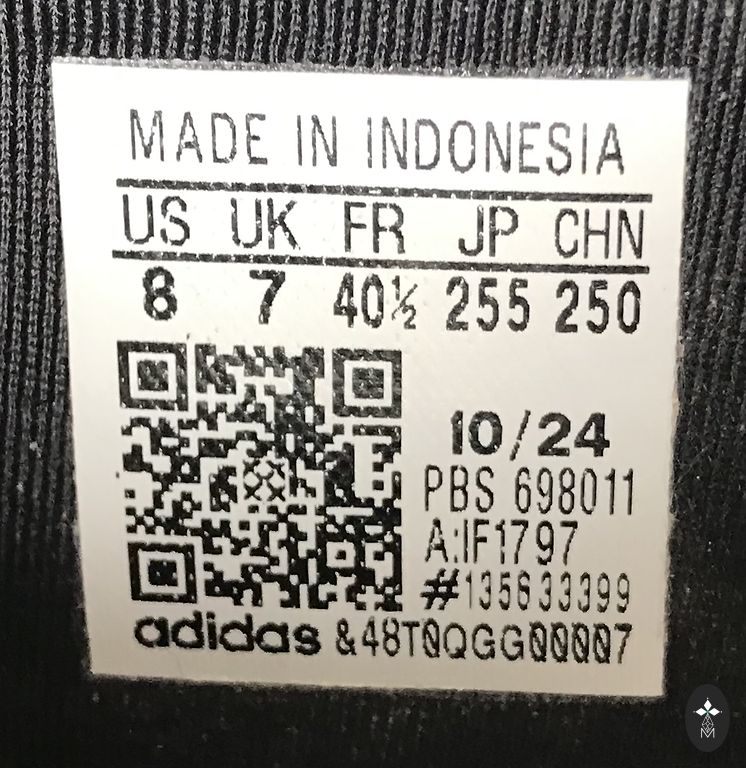 MADE IN INDONESIA
US UK FR JP CHN
8 7 40½ 255 250
10/24
PBS 698011
A:IF1797
#135633399
adidas &48T0QGG00007
M